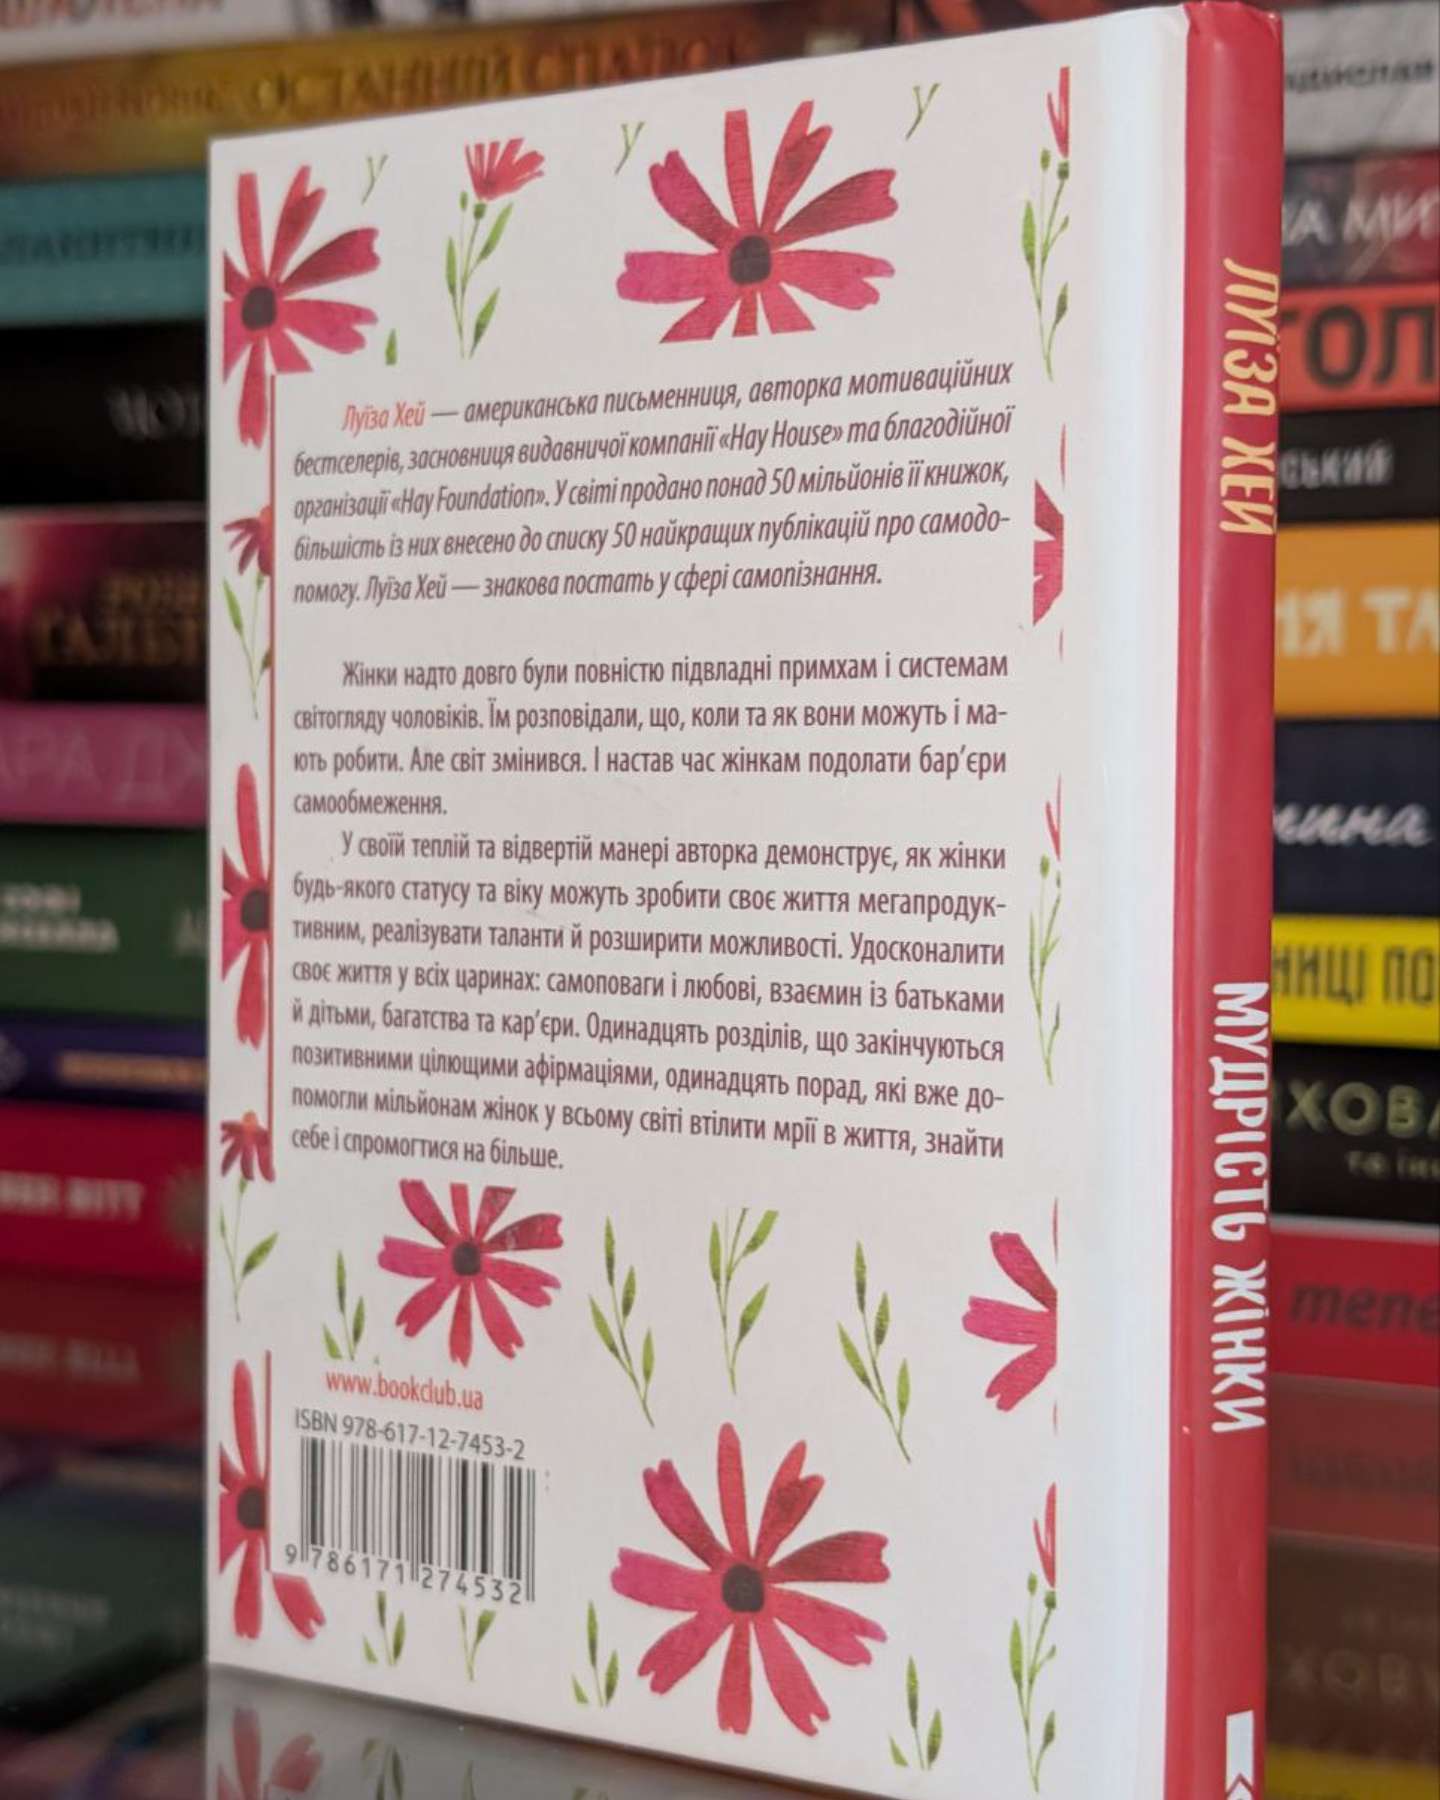 ОСТАННІЙ СПАДОК
Луїза Хей — американська письменниця, авторка мотиваційних
бестселерів, засновниця видавничої компанії «Hay House» та благодійної
організації «Hay Foundation». У світі продано понад 50 мільйонів її книжок,
більшість із них внесено до списку 50 найкращих публікацій про самодо-
помогу. Луїза Хей — знакова постать у сфері самопізнання.
Жінки надто довго були повністю підвладні примхам і системам
світогляду чоловіків. Їм розповідали, що, коли та як вони можуть і ма-
ють робити. Але світ змінився. І настав час жінкам подолати бар’єри
самообмеження.
У своїй теплій та відвертій манері авторка демонструє, як жінки
будь-якого статусу та віку можуть зробити своє життя мегапродук-
тивним, реалізувати таланти й розширити можливості. Удосконалити
своє життя у всіх царинах: самоповаги і любові, взаємин із батьками
й дітьми, багатства та кар’єри. Одинадцять розділів, що закінчуються
позитивними цілющими афірмаціями, одинадцять порад, які вже до-
помогли мільйонам жінок у всьому світі втілити мрії в життя, знайти
себе і спромогтися на більше.
www.bookclub.ua
ISBN 978-617-12-7453-2
9 786171 274532
ЛУЇЗА ХЕЙ
МУДРІСТЬ ЖІНКИ